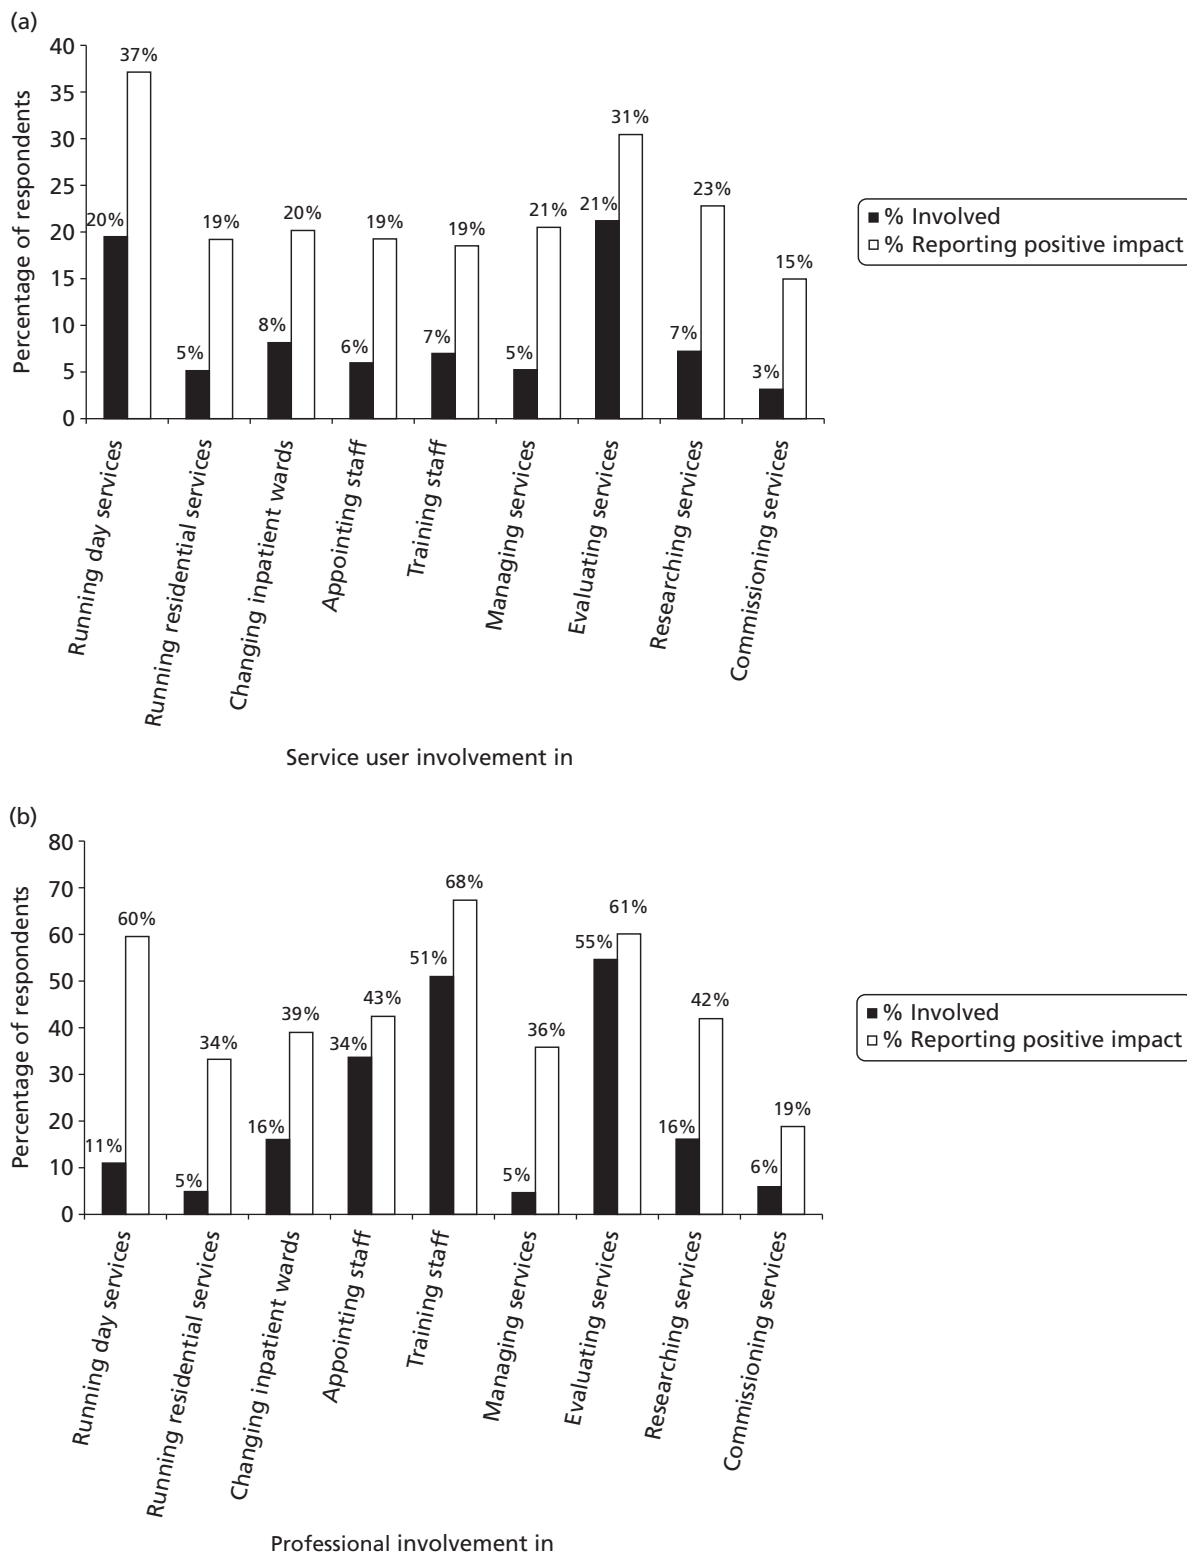 (a)
Percentage of respondents
40
35
30
25
20
15
10
5
0
20%
37%
5%
19%
8%
20%
6%
19%
7%
19%
5%
21%
21%
31%
7%
23%
3%
15%
Running day services
Running residential services
Changing inpatient wards
Appointing staff
Training staff
Managing services
Evaluating services
Researching services
Commissioning services
Service user involvement in
% Involved
% Reporting positive impact
(b)
Percentage of respondents
80
70
60
50
40
30
20
10
0
11%
60%
5%
34%
16%
39%
34%
43%
51%
68%
5%
36%
55%
61%
16%
42%
6%
19%
Running day services
Running residential services
Changing inpatient wards
Appointing staff
Training staff
Managing services
Evaluating services
Researching services
Commissioning services
Professional involvement in
% Involved
% Reporting positive impact